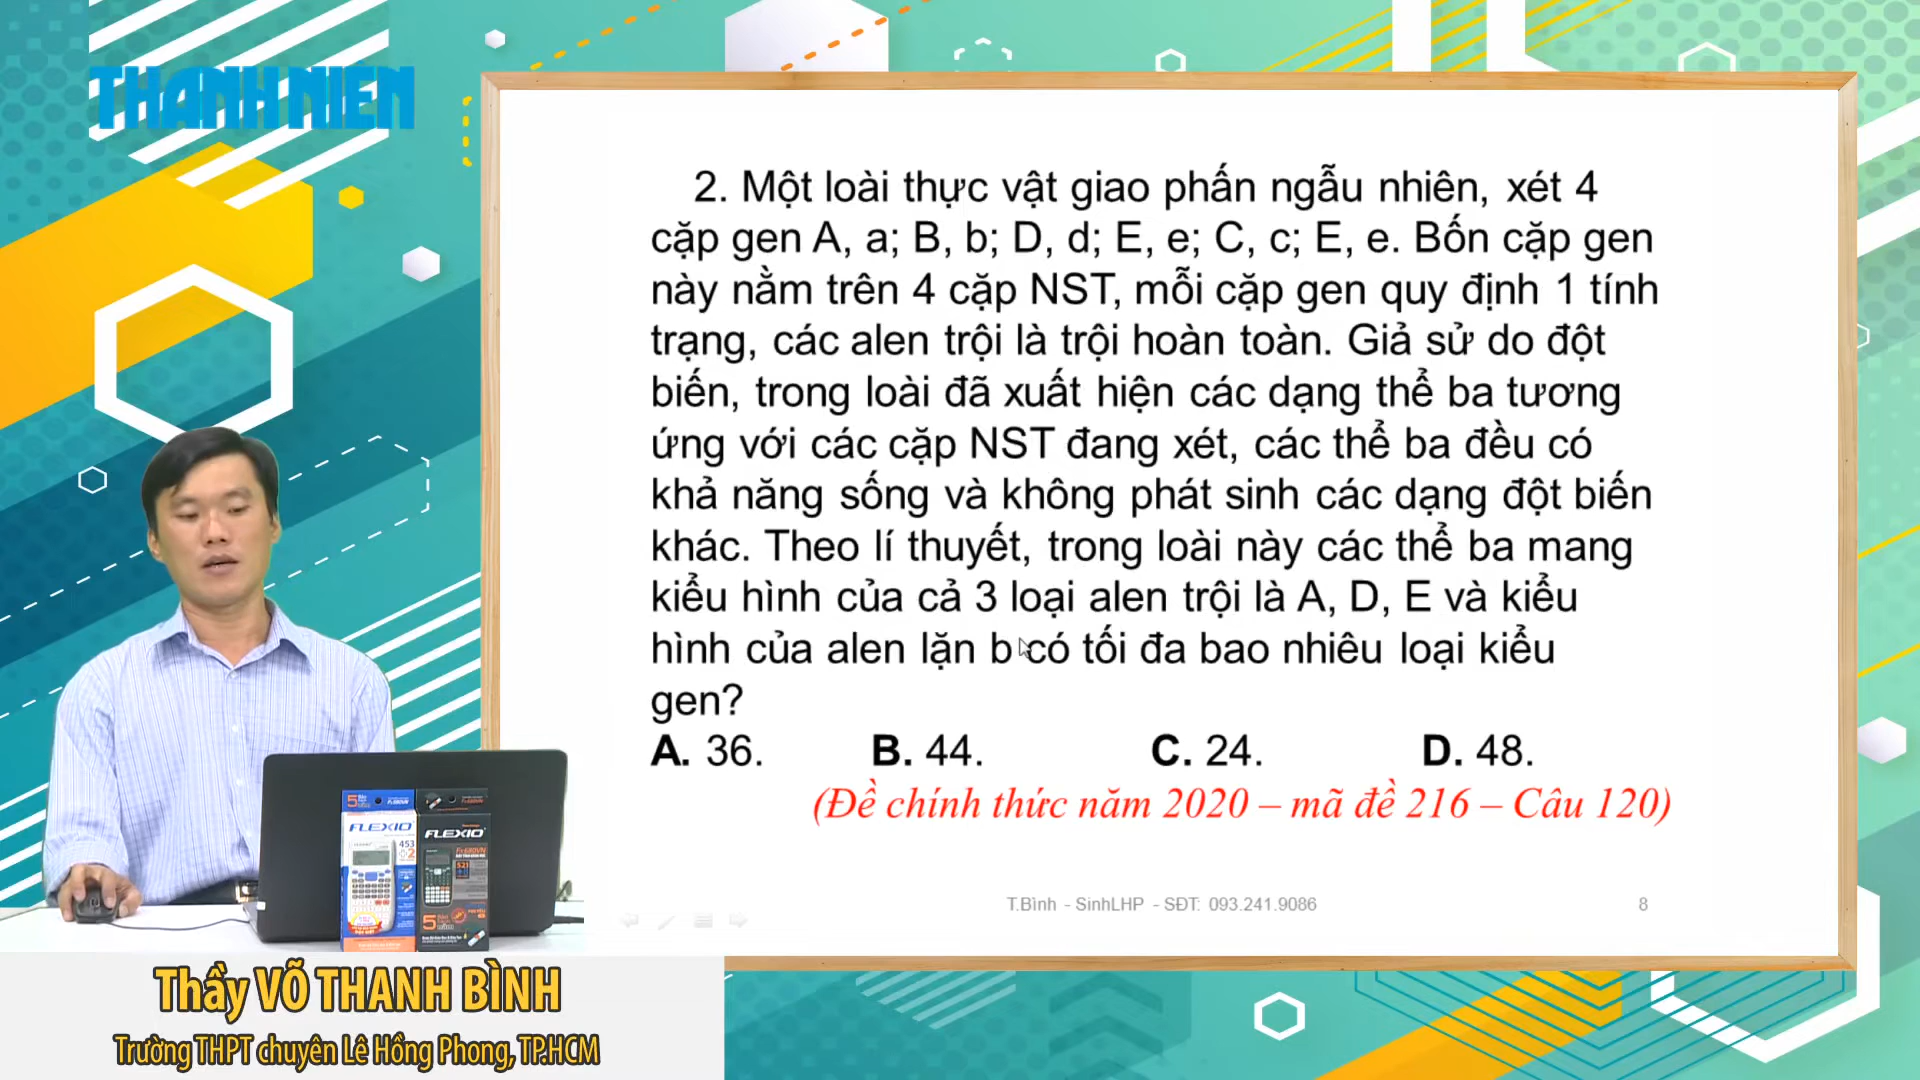 THANH NIÊN
2. Một loài thực vật giao phấn ngẫu nhiên, xét 4
cặp gen A, a; B, b; D, d; E, e; C, c; E, e. Bốn cặp gen
này nằm trên 4 cặp NST, mỗi cặp gen quy định 1 tính
trạng, các alen trội là trội hoàn toàn. Giả sử do đột
biến, trong loài đã xuất hiện các dạng thể ba tương
ứng với các cặp NST đang xét, các thể ba đều có
khả năng sống và không phát sinh các dạng đột biến
khác. Theo lí thuyết, trong loài này các thể ba mang
kiểu hình của cả 3 loại alen trội là A, D, E và kiểu
hình của alen lặn b có tối đa bao nhiêu loại kiểu
gen?
A. 36. B. 44. C. 24. D. 48.
(Đề chính thức năm 2020 – mã đề 216 – Câu 120)
T.Bình - SinhLHP - SĐT: 093.241.9086 8
FLEXIO
453
FLEXIO
Fx680VN
521
5
Thầy VÕ THANH BÌNH
Trường THPT chuyên Lê Hồng Phong, TP.HCM